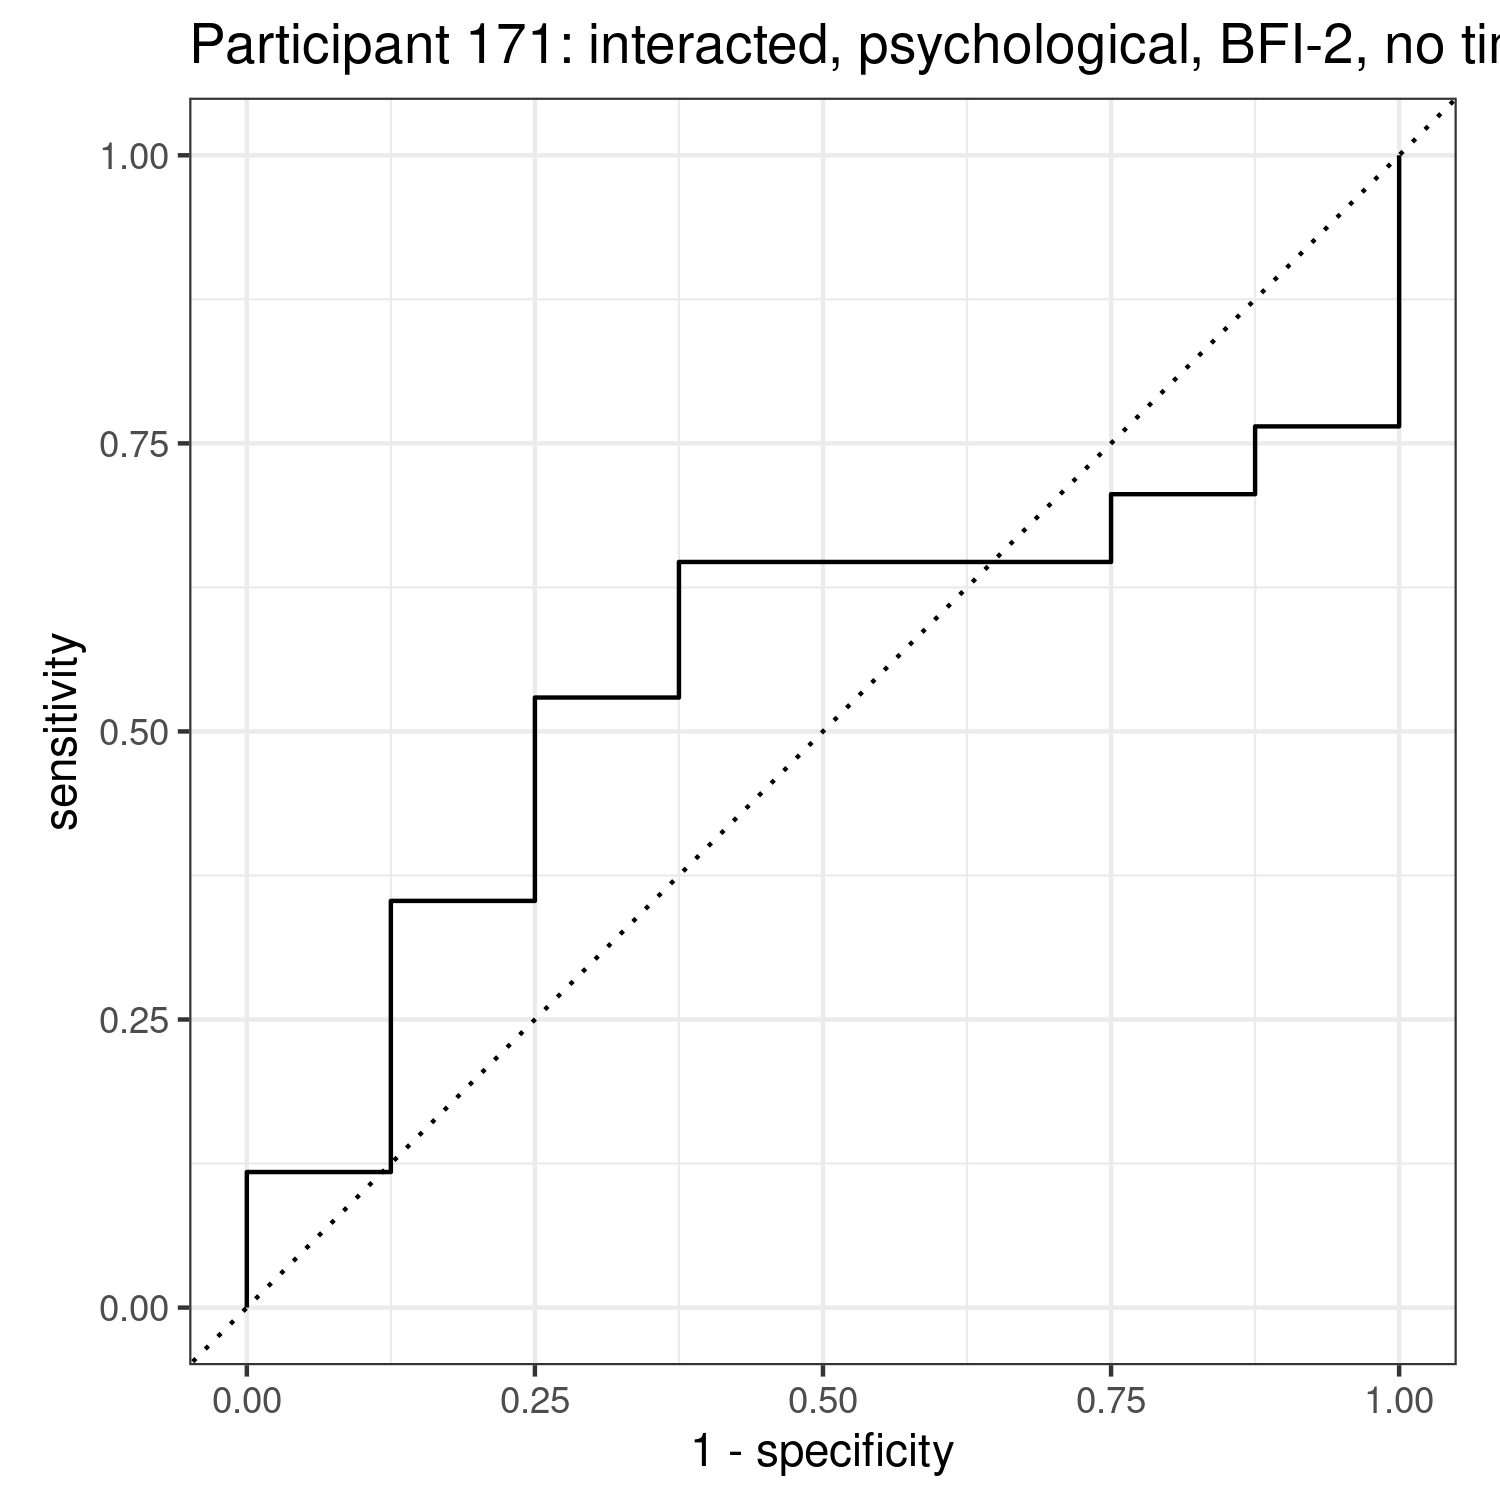 Participant 171: interacted, psychological, BFI-2, no
1.00
0.75
0.50
0.25
0.00
sensitivity
0.00 0.25 0.50 0.75 1.00
1 - specificity